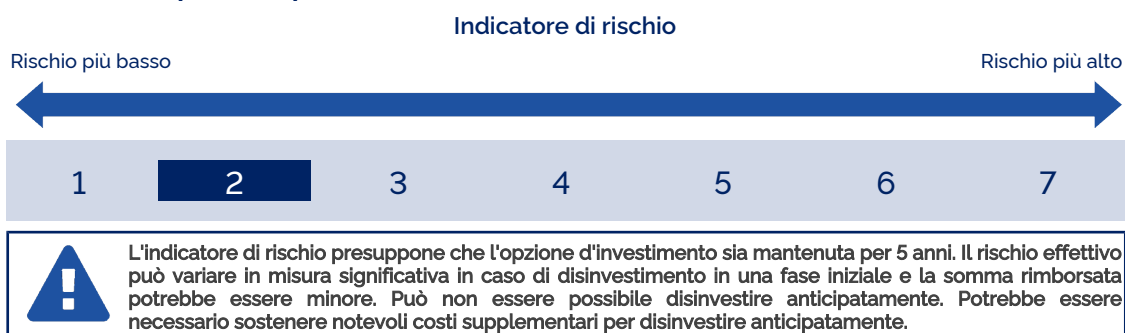 Indicatore di rischio
Rischio più basso Rischio più alto
1 2 3 4 5 6 7
L'indicatore di rischio presuppone che l'opzione d'investimento sia mantenuta per 5 anni. Il rischio effettivo
può variare in misura significativa in caso di disinvestimento in una fase iniziale e la somma rimborsata
potrebbe essere minore. Può non essere possibile disinvestire anticipatamente. Potrebbe essere
necessario sostenere notevoli costi supplementari per disinvestire anticipatamente.